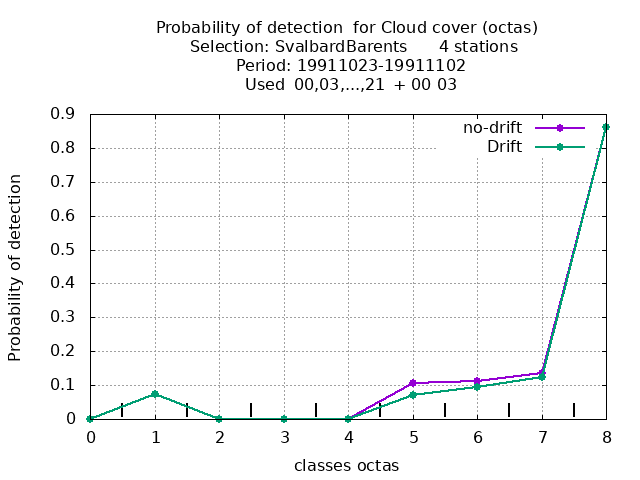 Probability of detection  for Cloud cover (octas)
Selection: SvalbardBarents      4 stations
Period: 19911023-19911102
Used  00,03,...,21  + 00 03
no-drift
Drift
Probability of detection
0.9
0.8
0.7
0.6
0.5
0.4
0.3
0.2
0.1
0
0 1 2 3 4 5 6 7 8
classes octas